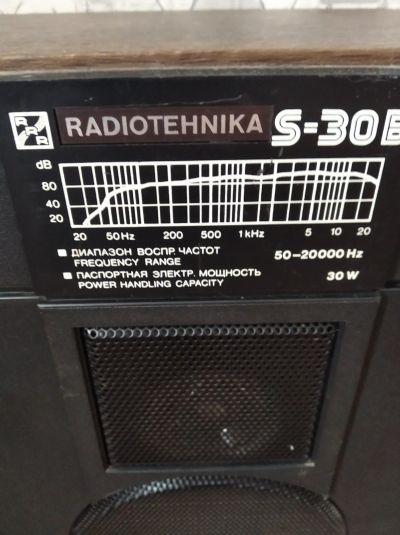 RRR RADIOTEHNIKA S-30B
dB
80
40
20
20 50Hz 200 500 1kHz 5 10 20
ДИАПАЗОН ВОСПР. ЧАСТОТ
FREQUENCY RANGE 50-20000 Hz
ПАСПОРТНАЯ ЭЛЕКТР. МОЩНОСТЬ
POWER HANDLING CAPACITY 30 W